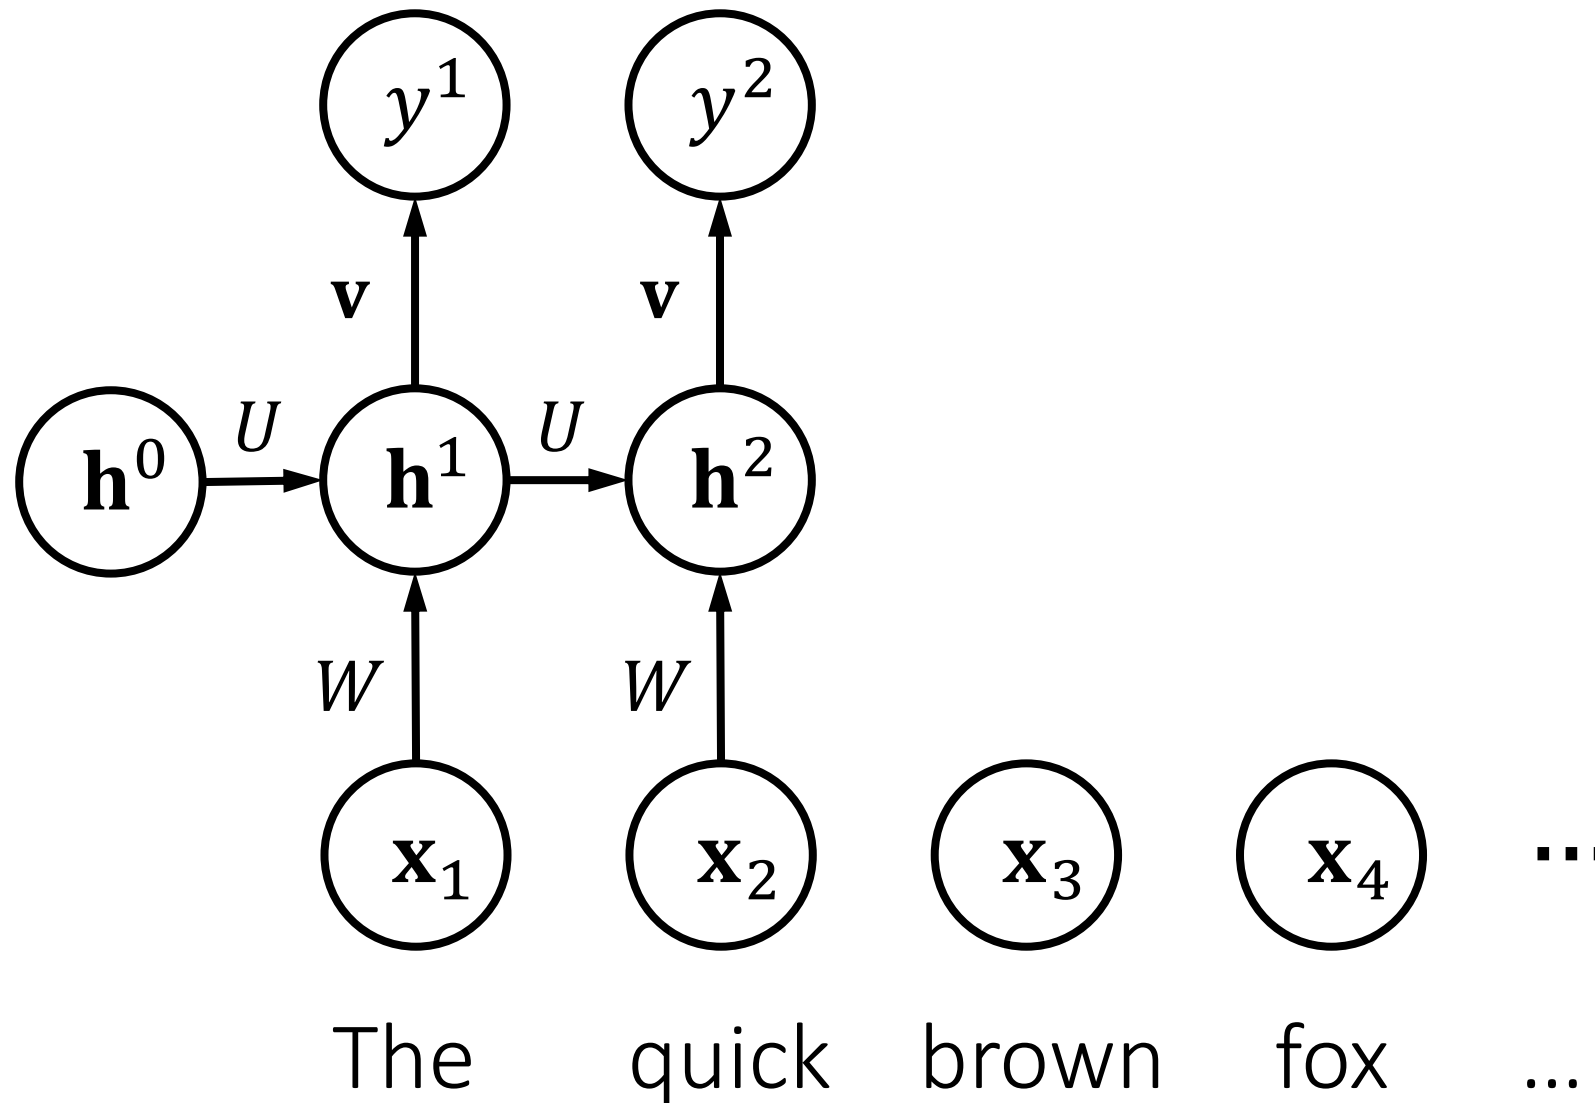 y¹ y²
v v
U U
h⁰ h¹ h²
W W
x₁ x₂ x₃ x₄ ...
The quick brown fox ...